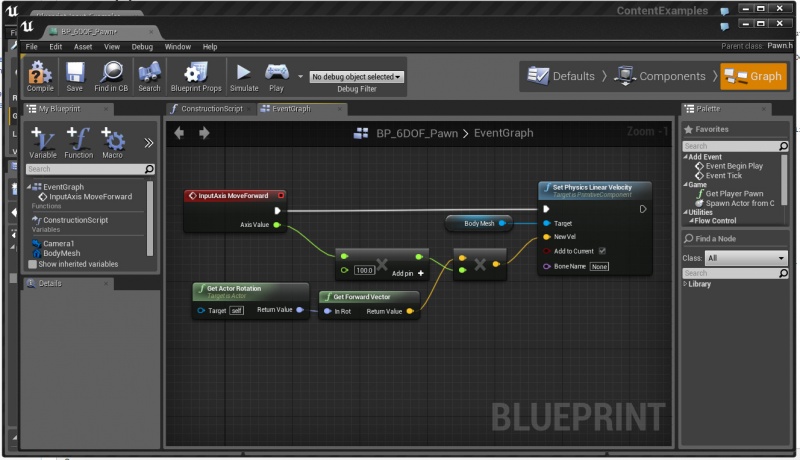 ContentExamples
BP_6DOF_Pawn*
File Edit Asset View Debug Window Help
Parent class: Pawn.h
Compile Save Find in CB Search Blueprint Props Simulate Play
No debug object selected
Debug Filter
Defaults Components Graph
My Blueprint
Variable Function Macro
Search
EventGraph
InputAxis MoveForward
Functions
ConstructionScript
Variables
Camera1
BodyMesh
Show inherited variables
Details
ConstructionScript EventGraph
BP_6DOF_Pawn > EventGraph
Zoom -1
InputAxis MoveForward
Axis Value
100.0
Add pin +
Get Actor Rotation
Target is Actor
Target self Return Value
Get Forward Vector
In Rot Return Value
Body Mesh
Set Physics Linear Velocity
Target is PrimitiveComponent
Target
New Vel
Add to Current
Bone Name None
BLUEPRINT
Palette
Favorites
Search
Add Event
Event Begin Play
Event Tick
Game
Get Player Pawn
Spawn Actor from C
Utilities
Flow Control
Find a Node
Class: All
Search
Library